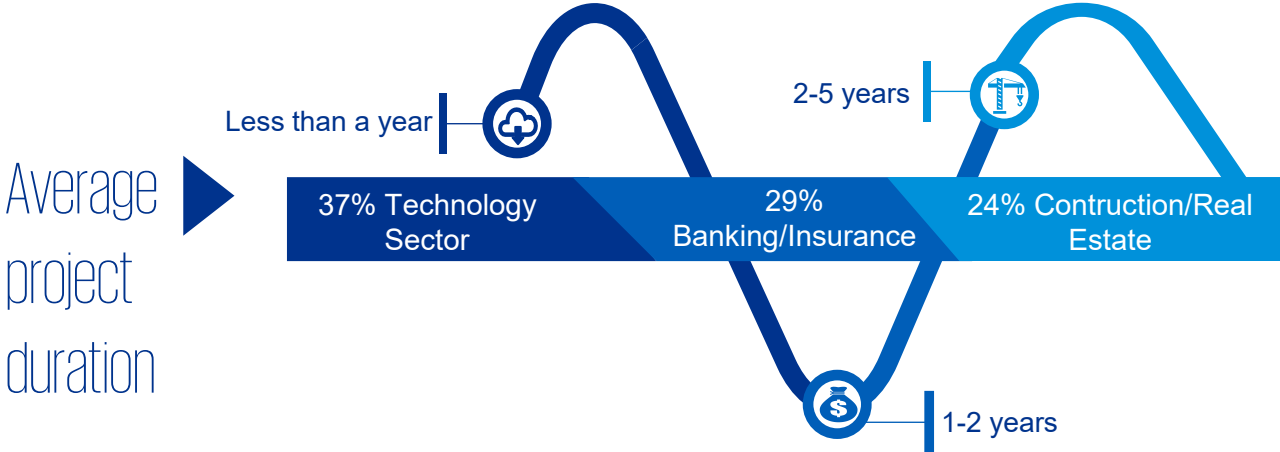 Average
project
duration
Less than a year
37% Technology
Sector
29%
Banking/Insurance
1-2 years
2-5 years
24% Contruction/Real
Estate
$